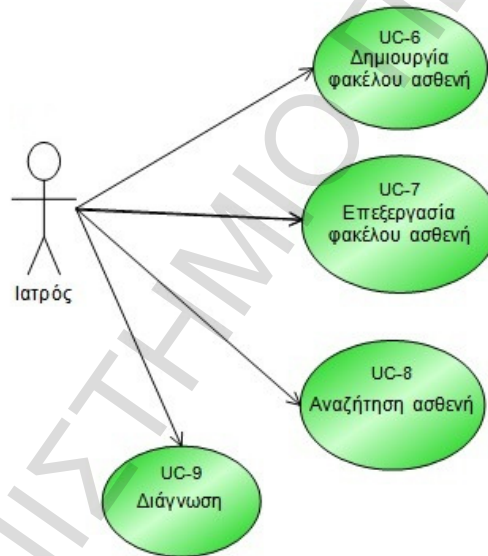 UC-6
Δημιουργία
φακέλου ασθενή
UC-7
Επεξεργασία
φακέλου ασθενή
Ιατρός
UC-8
Αναζήτηση ασθενή
UC-9
Διάγνωση